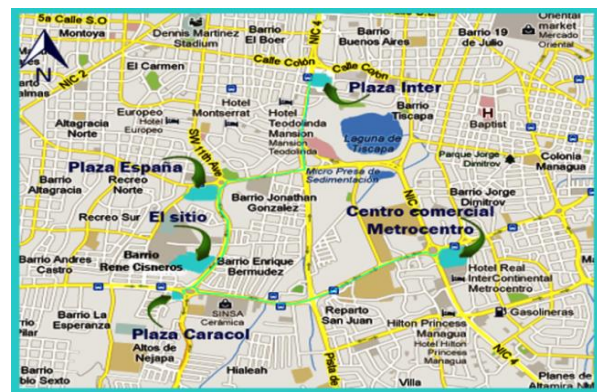 5a Calle S.O
Montoya
Dennis Martinez
Stadium
Barrio
El Boer
NIC 4
Barrio
Buenos Aires
Barrio 19
de Julio
Oriental
market
Mercado
Oriental
N
NIC 2
El Carmen
Calle Colón
Calle Colon
Plaza Inter
Altagracia
Norte
Europeo
Hotel
Europeo
Hotel
Montserrat
SW 11th Ave
Hotel
Teodolinda
Mansion
Mansion
Teodolinda
Laguna de
Tiscapa
Barrio
Tiscapa
H
Baptist
Plaza España
Barrio
Altagracia
Recreo
Norte
Micro Presa de
Sedimentación
Parque Jorge
Dimitrov
Colonia
Managua
Recreo Sur
El sitio
Barrio Jonathan
Gonzalez
NIC
Centro comercial
Metrocentro
Barrio Jorge
Dimitrov
Barrio Andres
Castro
Barrio
Rene Cisneros
Barrio Enrique
Bermudez
Hotel Real
InterContinental
Metrocentro
Barrio La
Esperanza
SINSA
Cerámica
Reparto
San Juan
Gasolineras
Plaza Caracol
Altos de
Nejapa
Hilton Princess
Managua
Hotel Hilton
Princess
Managua
NIC 4
Barrio
Hialeah
Pista de
Villa
Planes de